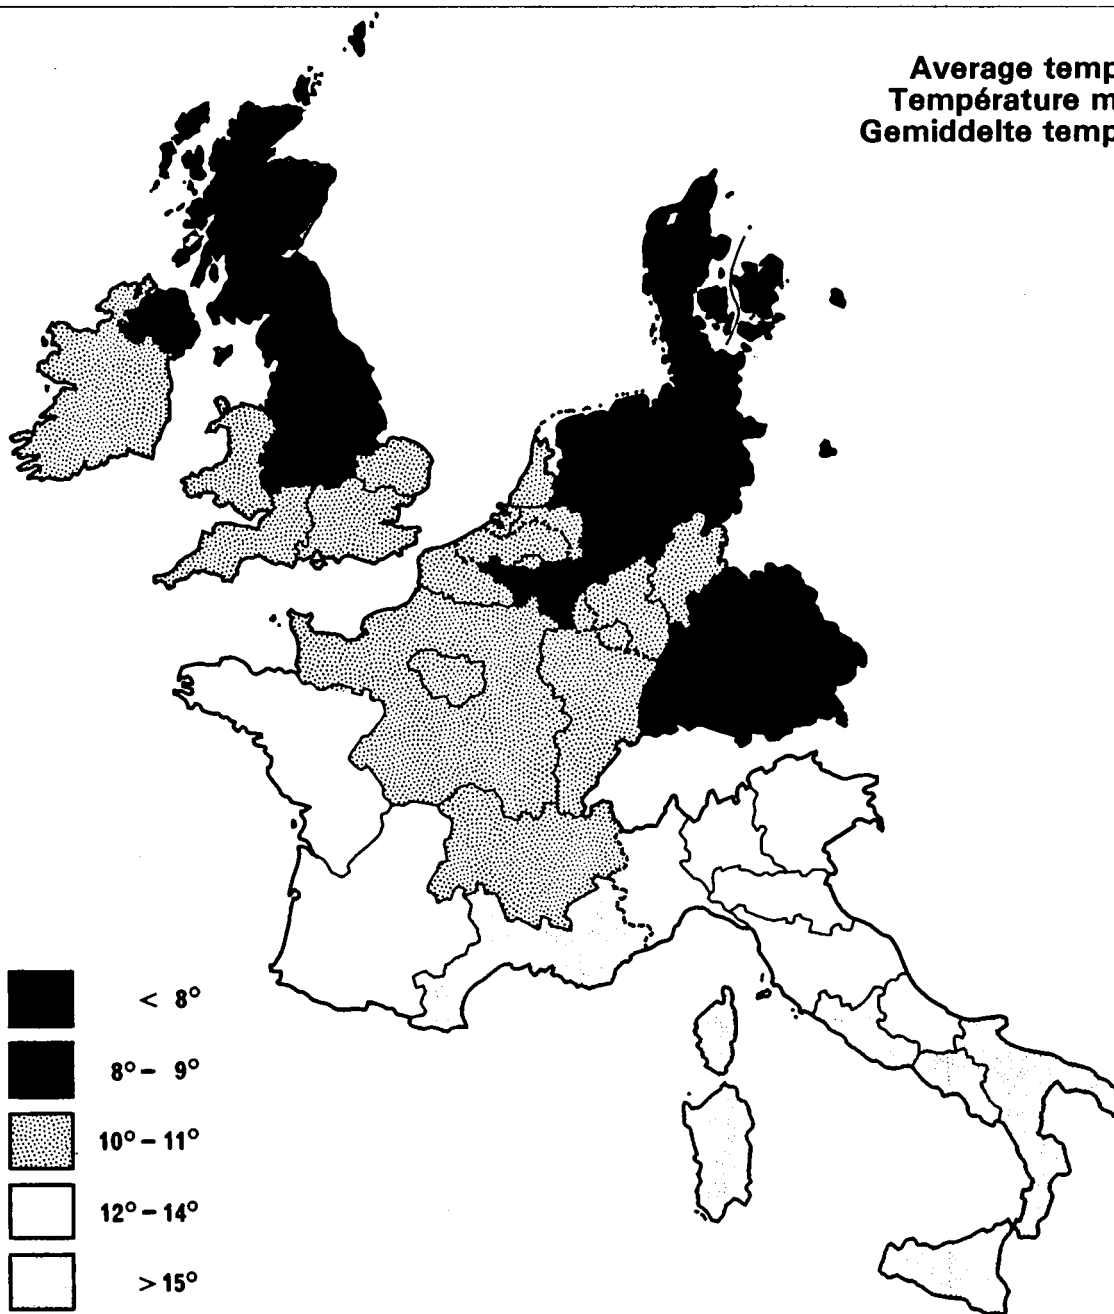 Average temp
Température m
Gemiddelte temp
< 8°
8° – 9°
10° – 11°
12° – 14°
> 15°